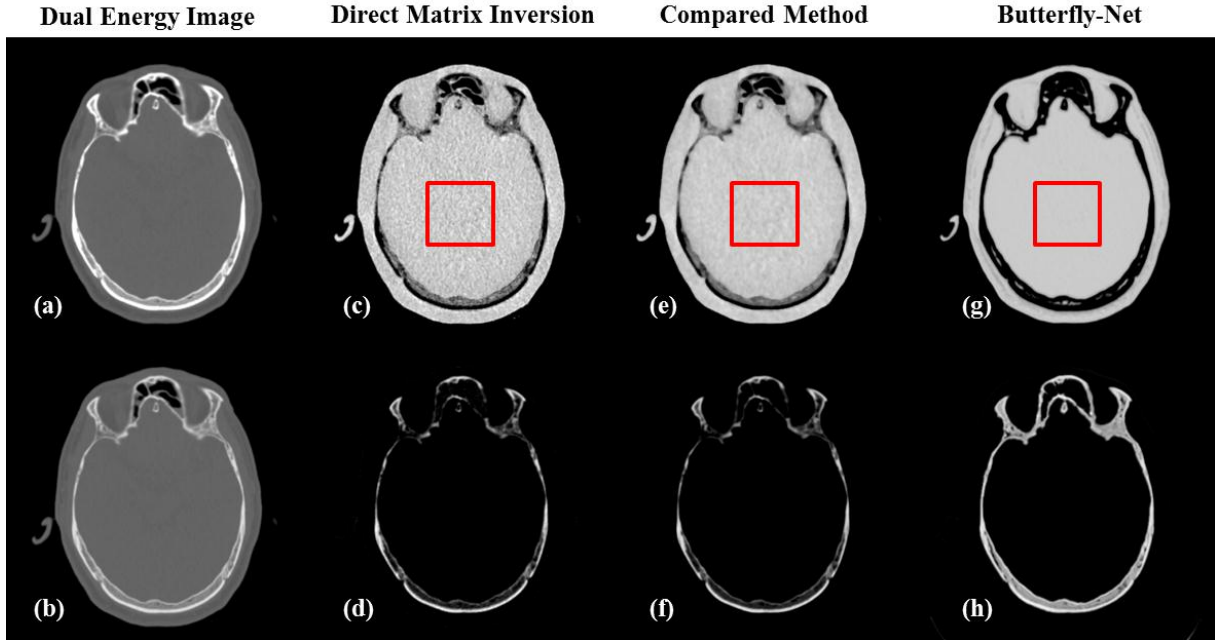 Dual Energy Image Direct Matrix Inversion Compared Method Butterfly-Net
(a) (c) (e) (g)
(b) (d) (f) (h)